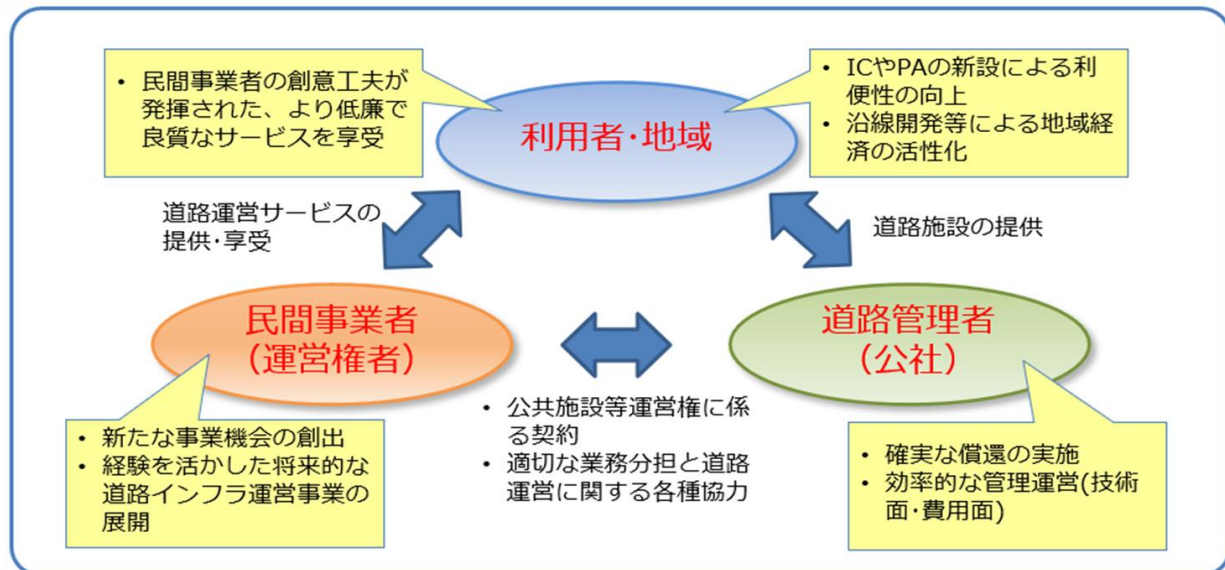 • 民間事業者の創意工夫が
発揮された、より低廉で
良質なサービスを享受
• ICやPAの新設による利
便性の向上
• 沿線開発等による地域経
済の活性化
利用者・地域
道路運営サービスの
提供・享受
道路施設の提供
民間事業者
（運営権者）
道路管理者
（公社）
• 公共施設等運営権に係
る契約
• 適切な業務分担と道路
運営に関する各種協力
• 新たな事業機会の創出
• 経験を活かした将来的な
道路インフラ運営事業の
展開
• 確実な償還の実施
• 効率的な管理運営(技術
面・費用面)